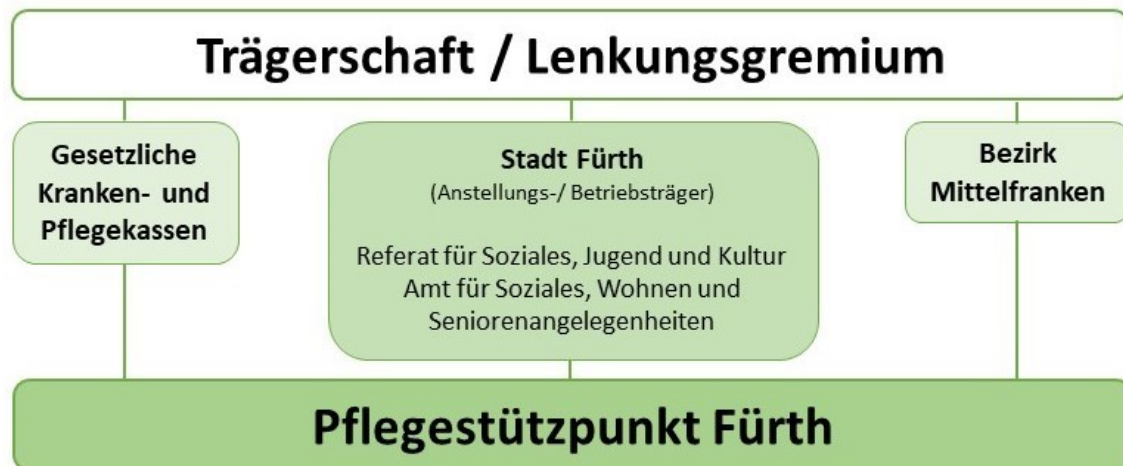 Trägerschaft / Lenkungsgremium
Gesetzliche
Kranken- und
Pflegekassen
Stadt Fürth
(Anstellungs-/ Betriebsträger)
Referat für Soziales, Jugend und Kultur
Amt für Soziales, Wohnen und
Seniorenangelegenheiten
Bezirk
Mittelfranken
Pflegestützpunkt Fürth